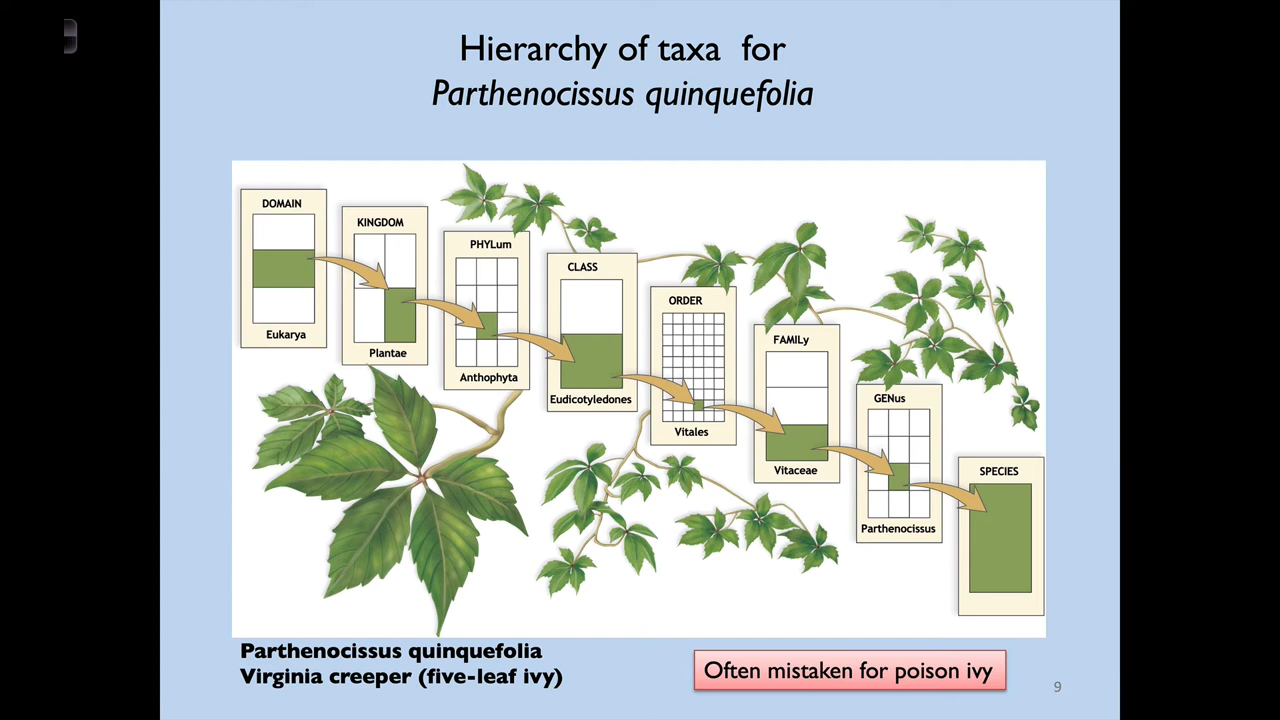 Hierarchy of taxa for
Parthenocissus quinquefolia
DOMAIN
Eukarya
KINGDOM
Plantae
PHYLum
Anthophyta
CLASS
Eudicotyledones
ORDER
Vitales
FAMILy
Vitaceae
GENus
Parthenocissus
SPECIES
Parthenocissus quinquefolia
Virginia creeper (five-leaf ivy)
Often mistaken for poison ivy
9